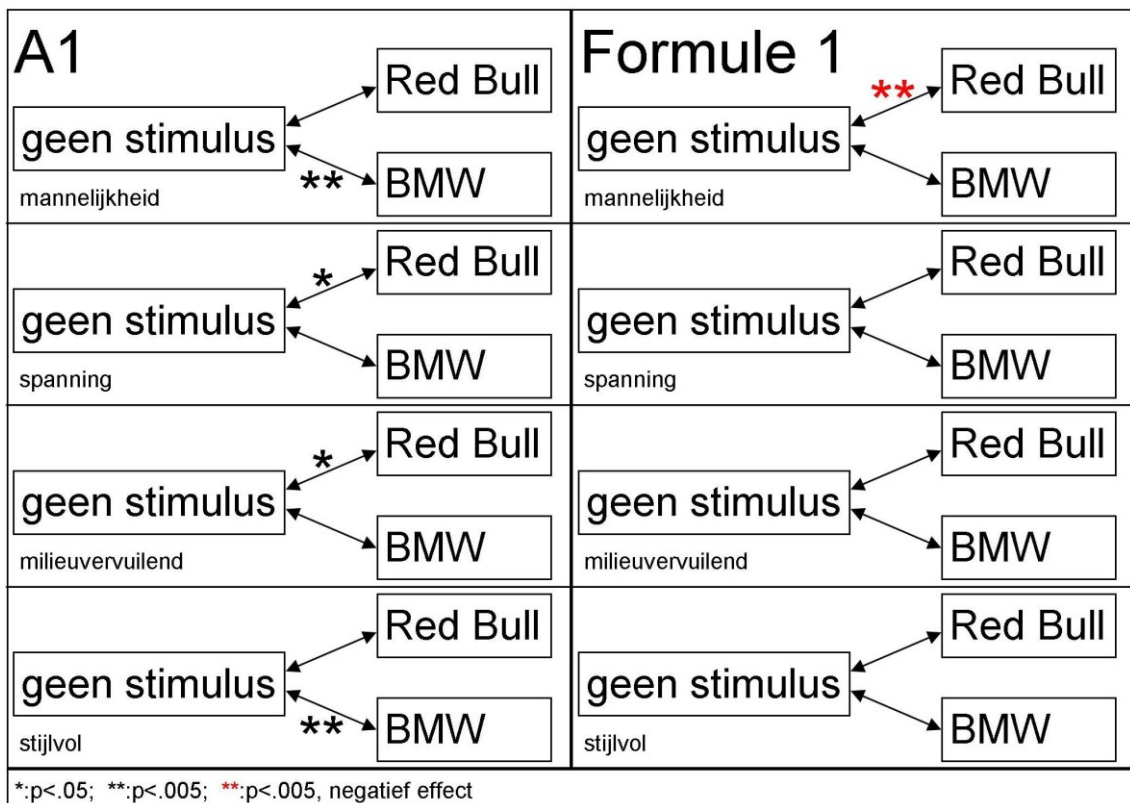 A1
Red Bull
geen stimulus
**
BMW
mannelijkheid
Red Bull
*
geen stimulus
BMW
spanning
Red Bull
*
geen stimulus
BMW
milieuvervuilend
Red Bull
geen stimulus
**
BMW
stijlvol
Formule 1
**
Red Bull
geen stimulus
BMW
mannelijkheid
Red Bull
geen stimulus
BMW
spanning
Red Bull
geen stimulus
BMW
milieuvervuilend
Red Bull
geen stimulus
BMW
stijlvol
*:p<.05; **:p<.005; **:p<.005, negatief effect